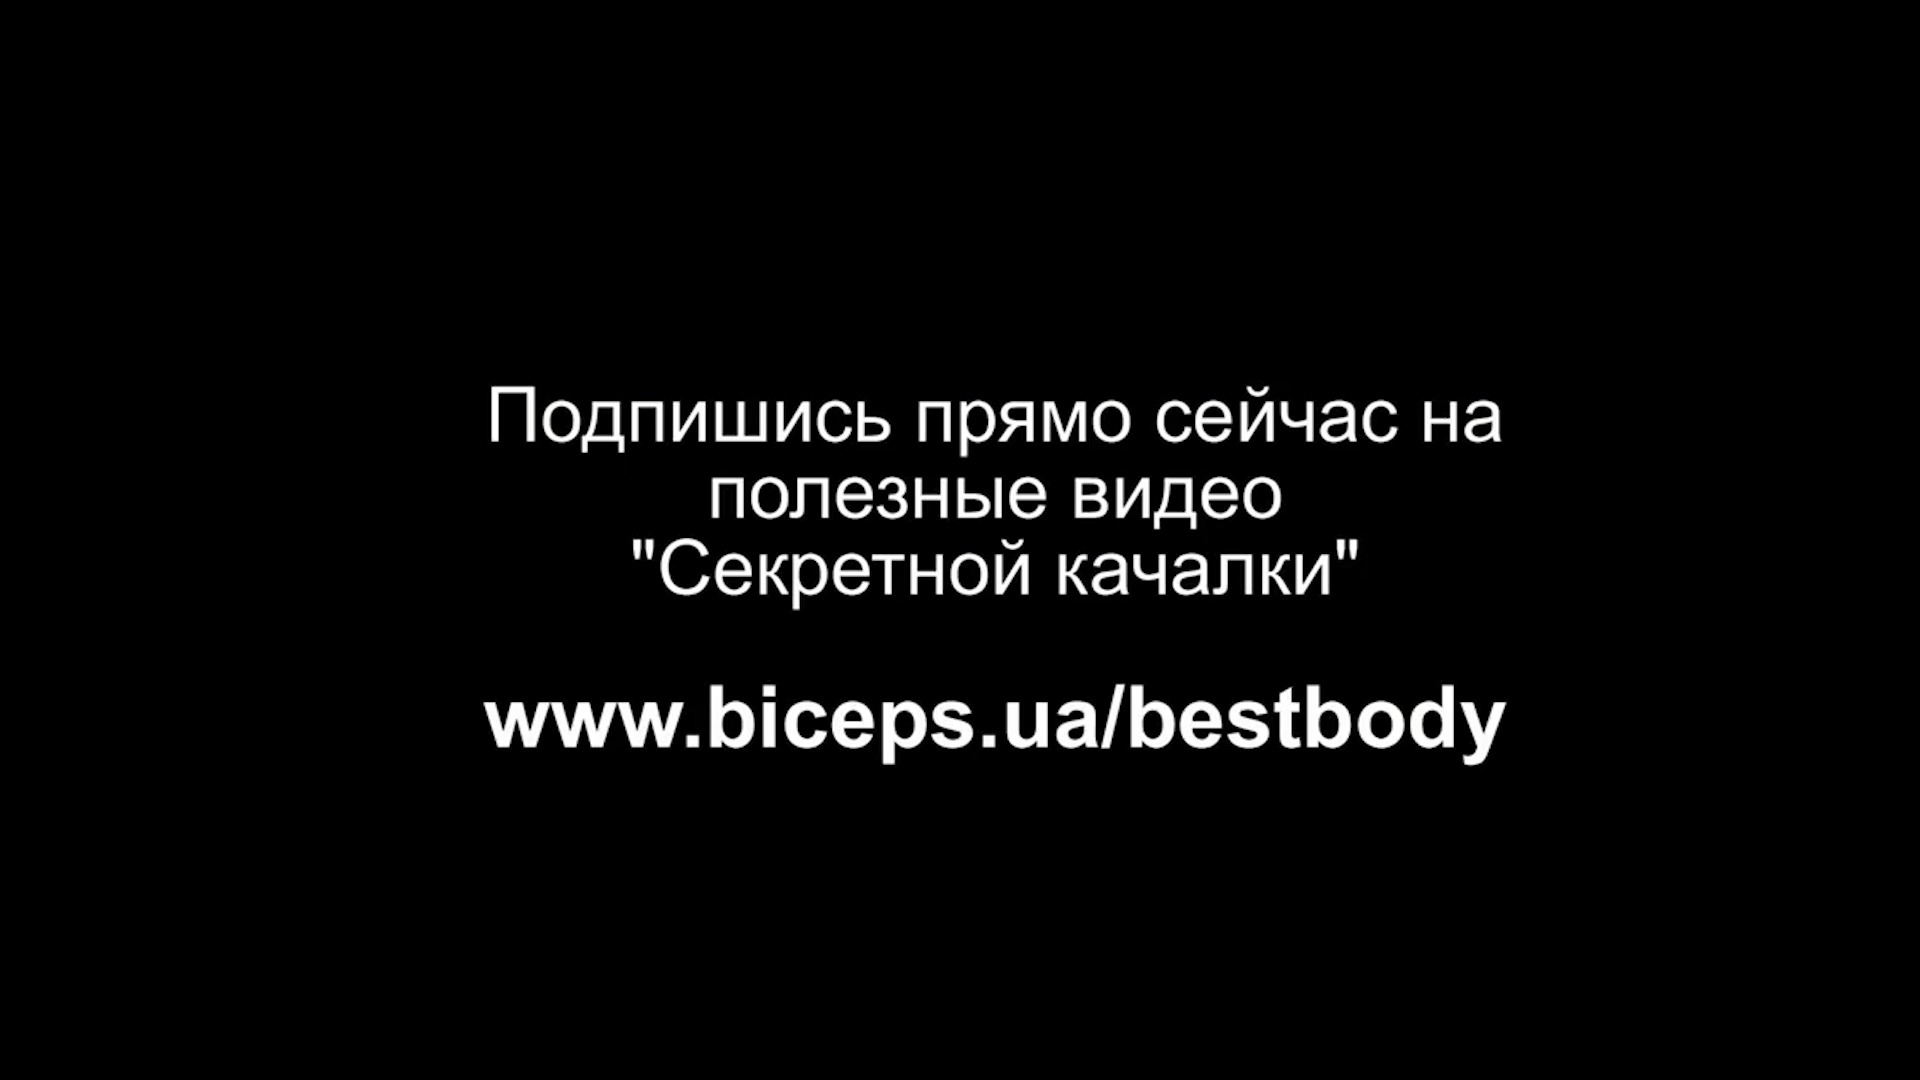 Подпишись прямо сейчас на
полезные видео
"Секретной качалки"
www.biceps.ua/bestbody